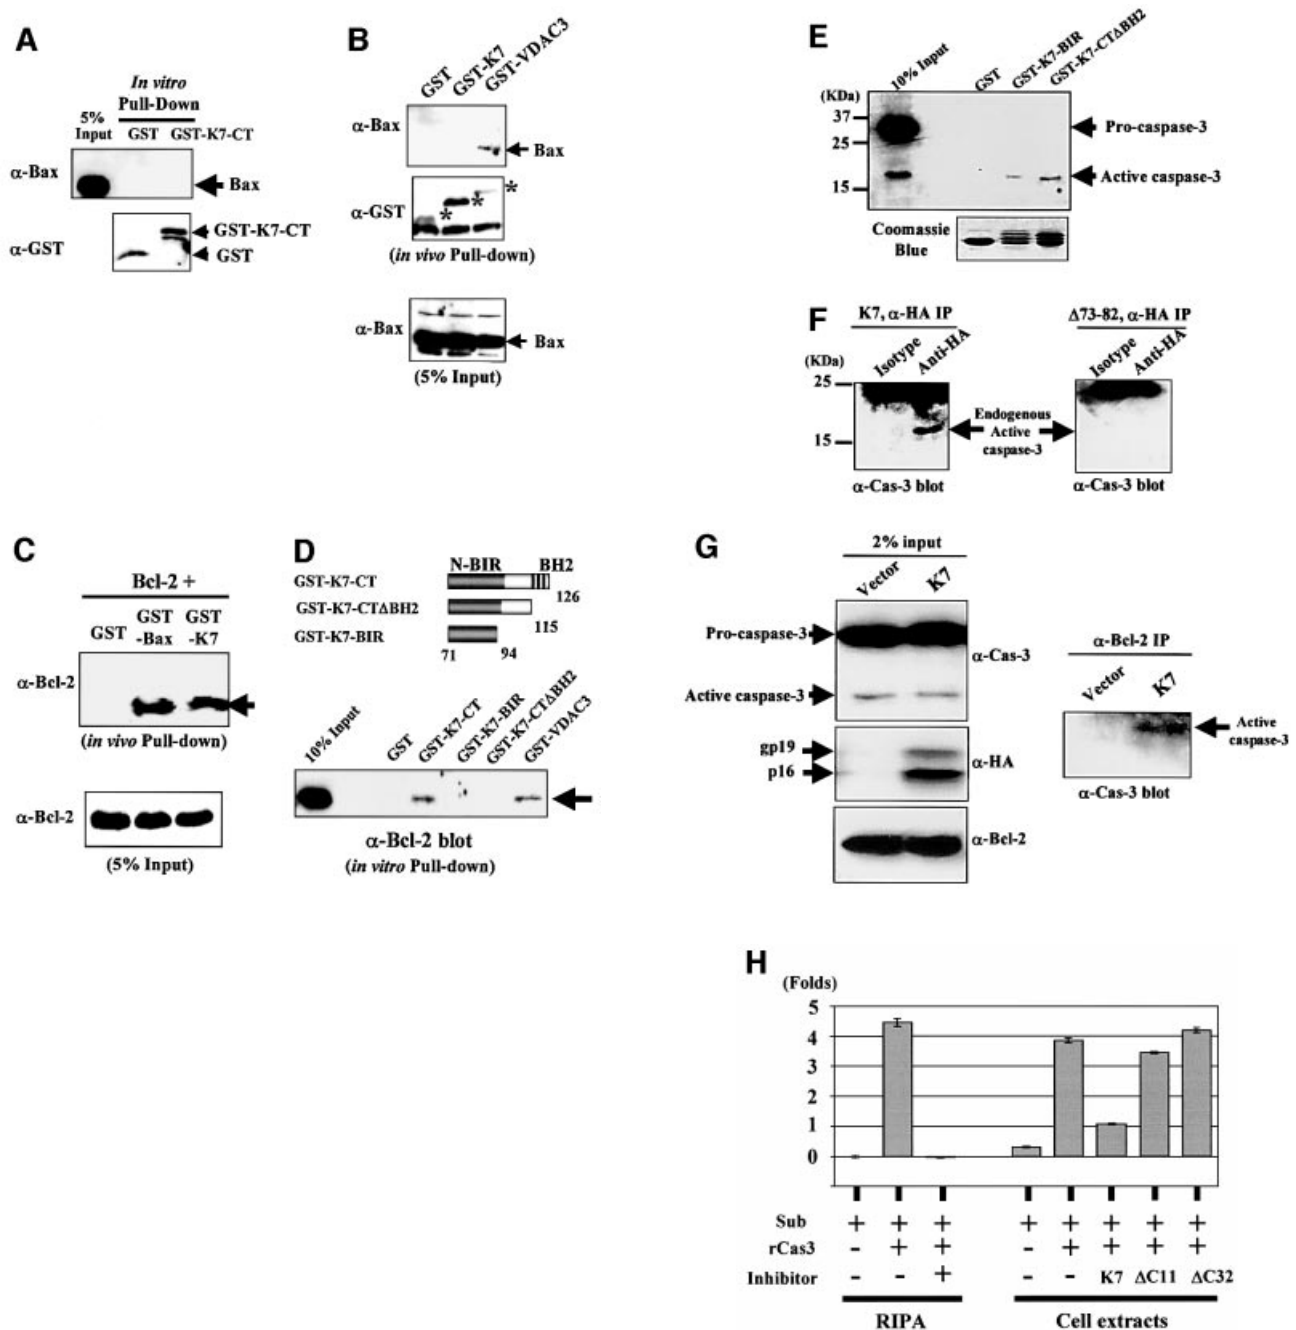 A
In vitro
Pull-Down
5%
Input
GST
GST-K7-CT
α-Bax
Bax
α-GST
GST-K7-CT
GST
B
GST
GST-K7
GST-VDAC3
α-Bax
Bax
α-GST
*
*
*
(in vivo Pull-down)
α-Bax
Bax
(5% Input)
C
Bcl-2 +
GST
GST
-Bax
GST
-K7
α-Bcl-2
(in vivo Pull-down)
α-Bcl-2
(5% Input)
D
N-BIR
BH2
GST-K7-CT
126
GST-K7-CTΔBH2
115
GST-K7-BIR
71
94
10% Input
GST
GST-K7-CT
GST-K7-BIR
GST-K7-CTΔBH2
GST-VDAC3
α-Bcl-2 blot
(in vitro Pull-down)
E
10% Input
GST
GST-K7-BIR
GST-K7-CTΔBH2
(KDa)
37
25
15
Pro-caspase-3
Active caspase-3
Coomassie
Blue
F
K7, α-HA IP
Isotype
Anti-HA
Δ73-82, α-HA IP
Isotype
Anti-HA
(KDa)
25
15
Endogenous
Active
caspase-3
α-Cas-3 blot
α-Cas-3 blot
G
2% input
Vector
K7
Pro-caspase-3
α-Cas-3
Active caspase-3
gp19
p16
α-HA
α-Bcl-2
α-Bcl-2 IP
Vector
K7
Active
caspase-3
α-Cas-3 blot
H
(Folds)
5
4
3
2
1
0
Sub + + + + + + + +
rCas3 - + + - + + + +
Inhibitor - - + - - K7 ΔC11 ΔC32
RIPA
Cell extracts